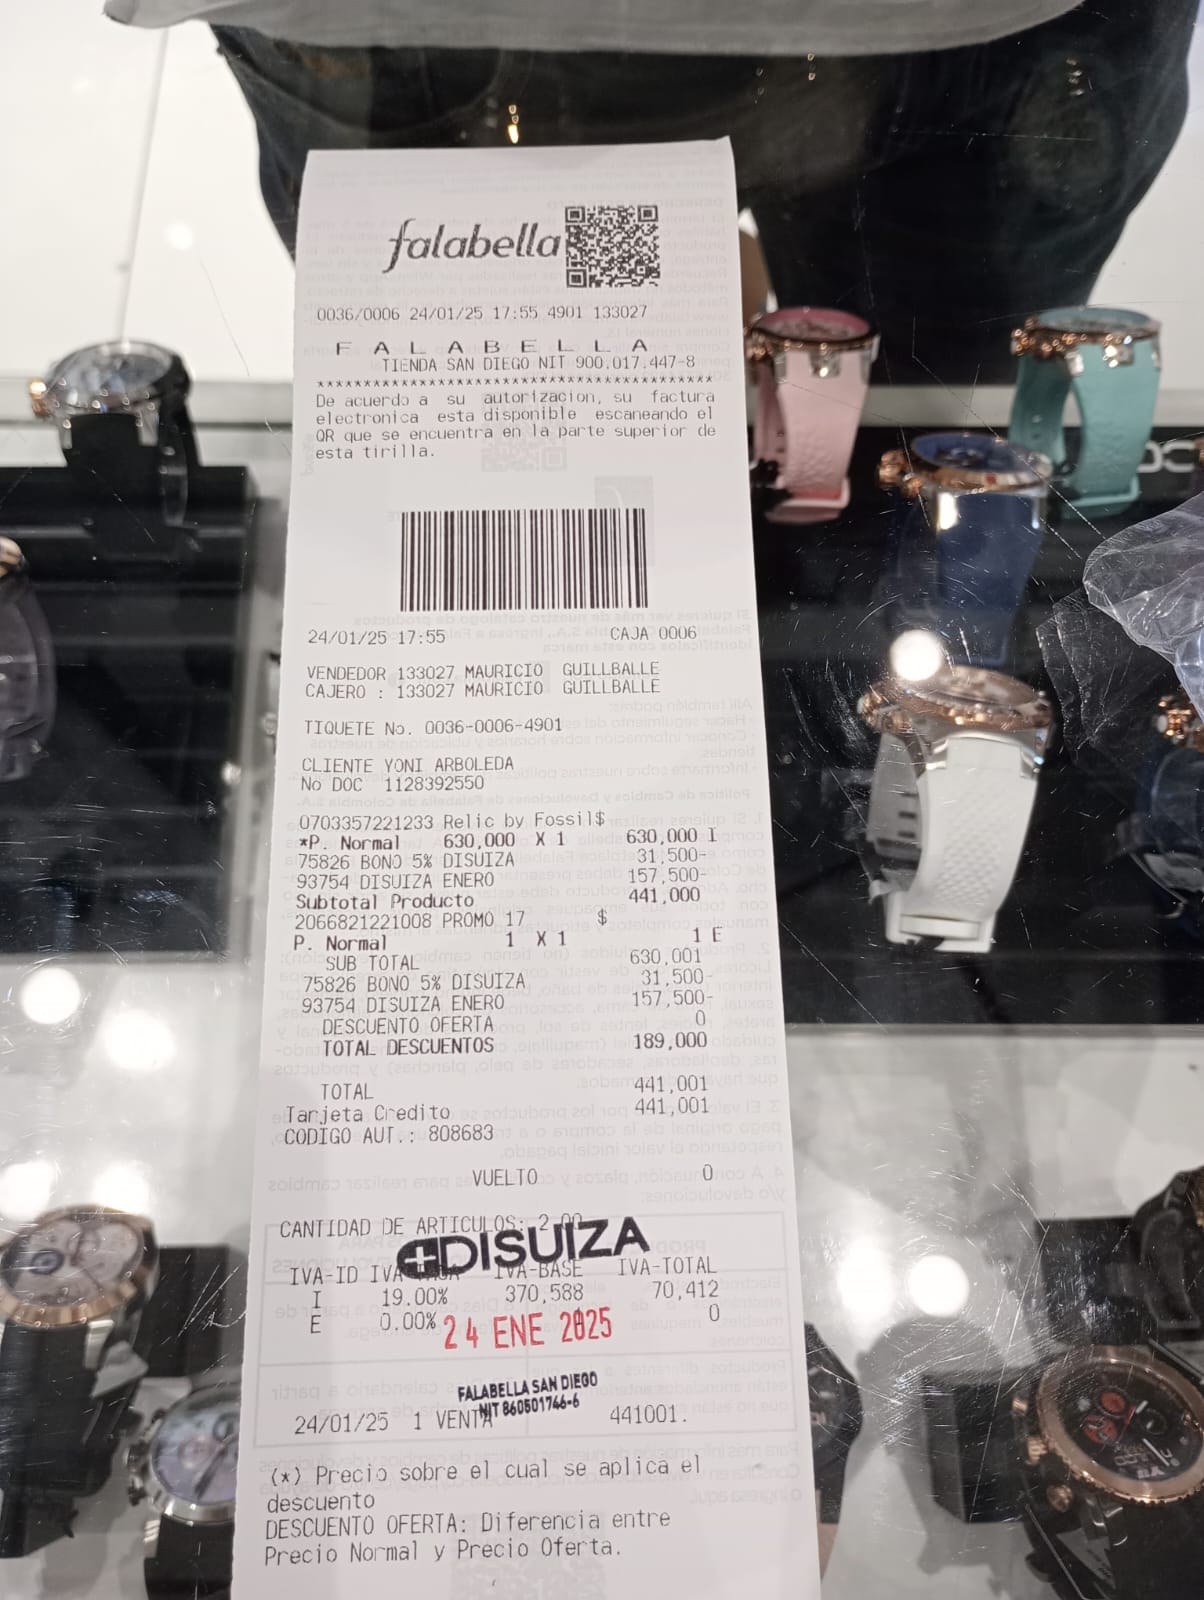 falabella
0036/0006 24/01/25 17:55 4901 133027
F A L A B E L L A
TIENDA SAN DIEGO NIT 900.017.447-8
******************************************
De acuerdo a su autorizacion, su factura
electronica esta disponible escaneando el
QR que se encuentra en la parte superior de
esta tirilla.
24/01/25 17:55 CAJA 0006
VENDEDOR 133027 MAURICIO GUILLBALLE
CAJERO : 133027 MAURICIO GUILLBALLE
TIQUETE No. 0036-0006-4901
CLIENTE YONI ARBOLEDA
No DOC 1128392550
0703357221233 Relic by Fossil$
*P. Normal 630,000 X 1 630,000 I
75826 BONO 5% DISUIZA 31,500-
93754 DISUIZA ENERO 157,500-
Subtotal Producto 441,000
2066821221008 PROMO 17 $
P. Normal 1 X 1 1 E
SUB TOTAL 630,001
75826 BONO 5% DISUIZA 31,500-
93754 DISUIZA ENERO 157,500-
DESCUENTO OFERTA 0
TOTAL DESCUENTOS 189,000
TOTAL 441,001
Tarjeta Credito 441,001
CODIGO AUT.: 808683
VUELTO 0
CANTIDAD DE ARTICULOS: 2.00
DISUIZA
IVA-ID IVA-TASA IVA-BASE IVA-TOTAL
I 19.00% 370,588 70,412
E 0.00% 0
24 ENE 2025
FALABELLA SAN DIEGO
NIT 860501746-6
24/01/25 1 VENTA 441001.
(*) Precio sobre el cual se aplica el
descuento
DESCUENTO OFERTA: Diferencia entre
Precio Normal y Precio Oferta.